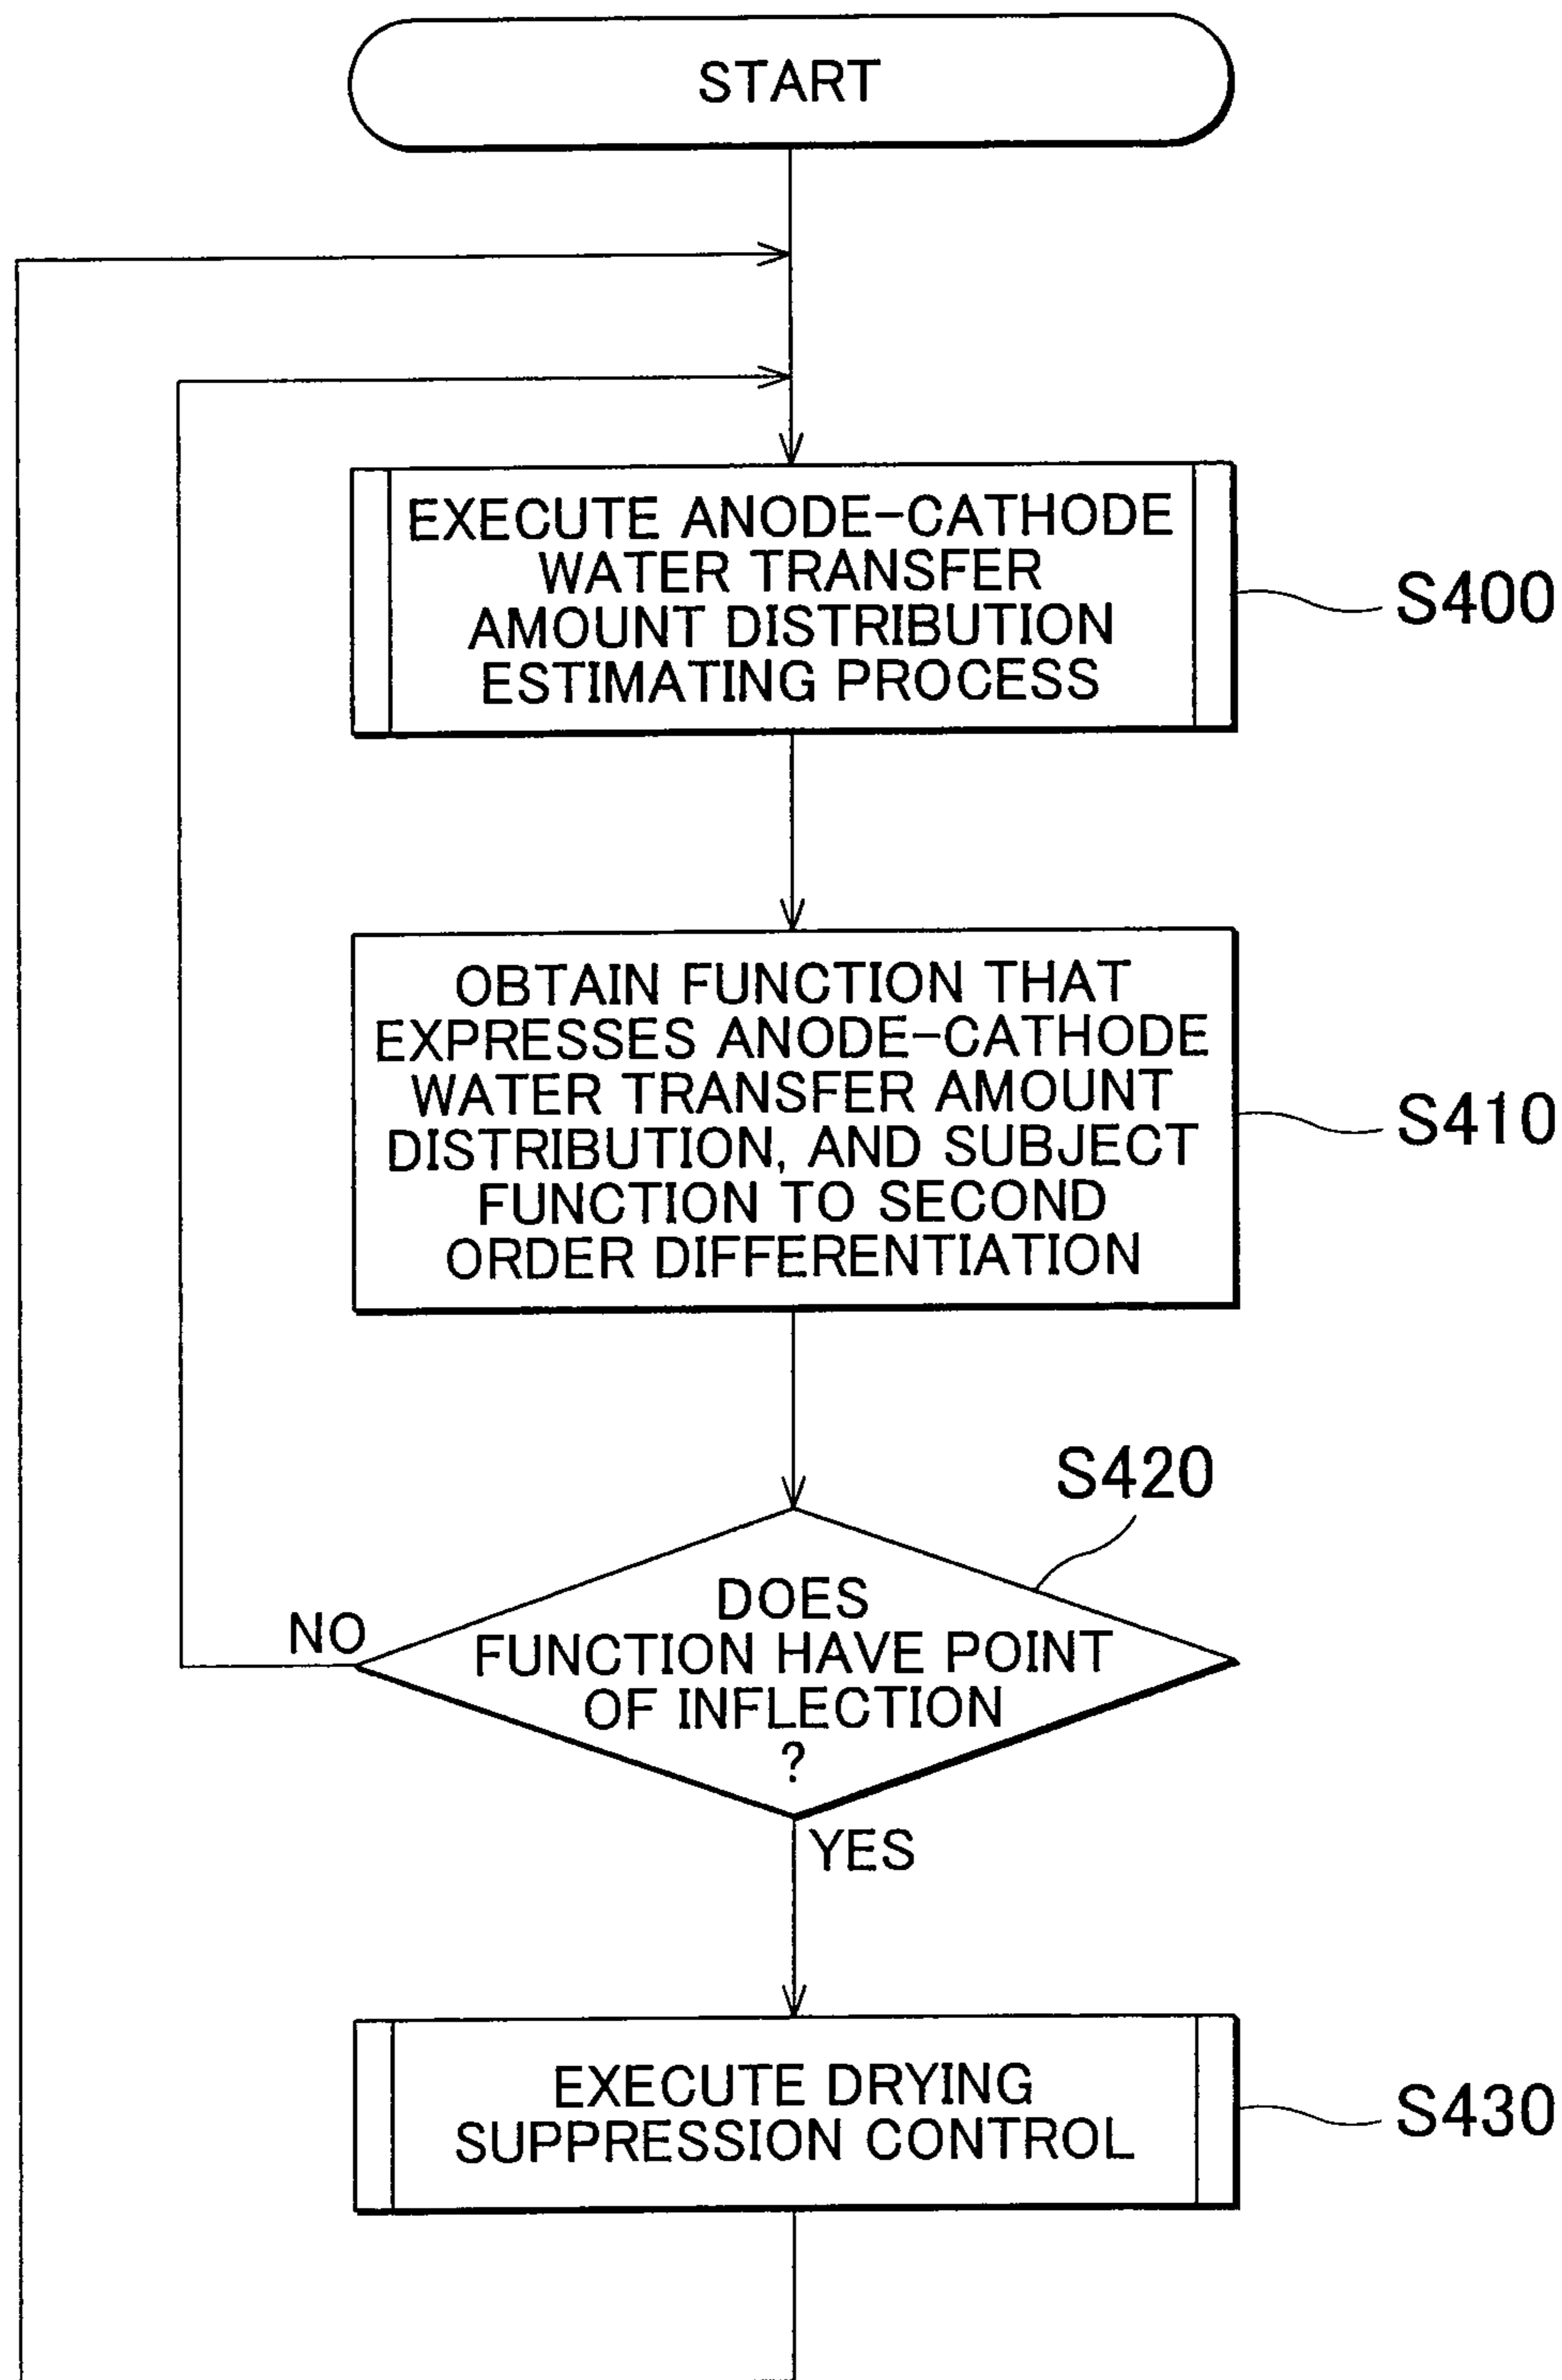 START
EXECUTE ANODE-CATHODE
WATER TRANSFER
AMOUNT DISTRIBUTION
ESTIMATING PROCESS
S400
OBTAIN FUNCTION THAT
EXPRESSES ANODE-CATHODE
WATER TRANSFER AMOUNT
DISTRIBUTION, AND SUBJECT
FUNCTION TO SECOND
ORDER DIFFERENTIATION
S410
S420
DOES
FUNCTION HAVE POINT
OF INFLECTION
?
NO
YES
EXECUTE DRYING
SUPPRESSION CONTROL
S430